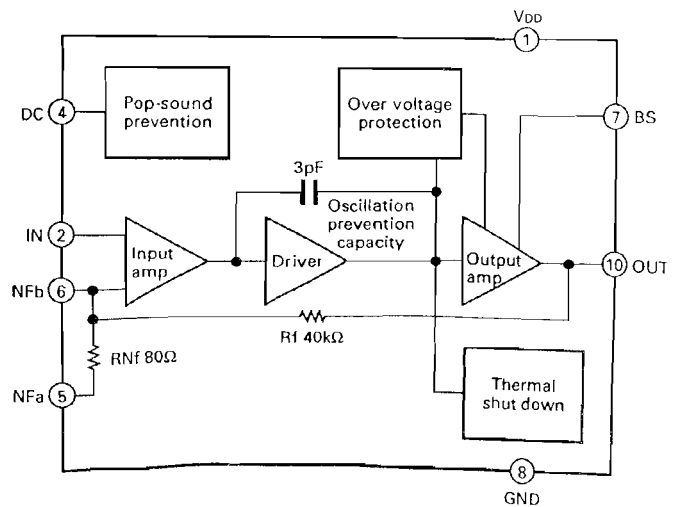 VDD
1
DC
4
Pop-sound
prevention
Over voltage
protection
7
BS
3pF
Oscillation
prevention
capacity
IN
2
Input
amp
Driver
Output
amp
10
OUT
NFb
6
Rf 40kΩ
RNf 80Ω
NFa
5
Thermal
shut down
8
GND